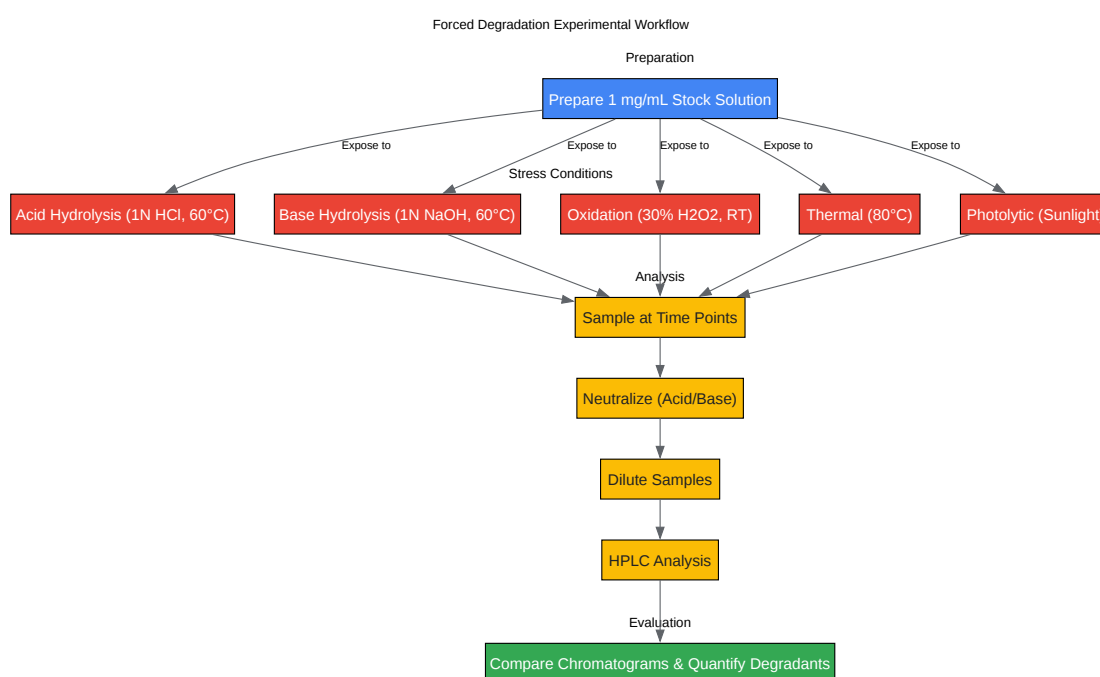 Forced Degradation Experimental Workflow
Preparation
Prepare 1 mg/mL Stock Solution
Expose to
Expose to
Expose to
Expose to
Expose to
Stress Conditions
Acid Hydrolysis (1N HCl, 60°C)
Base Hydrolysis (1N NaOH, 60°C)
Oxidation (30% H2O2, RT)
Thermal (80°C)
Photolytic (Sunlight
Analysis
Sample at Time Points
Neutralize (Acid/Base)
Dilute Samples
HPLC Analysis
Evaluation
Compare Chromatograms & Quantify Degradants